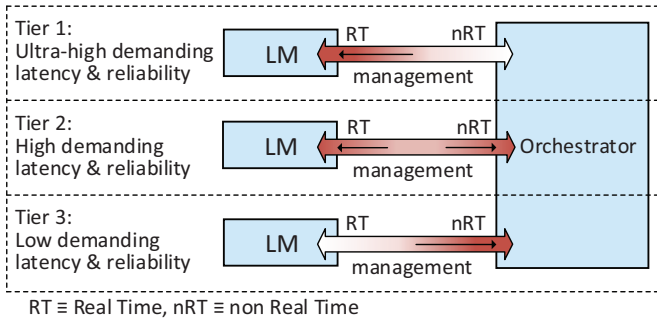 Tier 1:
Ultra-high demanding
latency & reliability
LM
RT
nRT
management
Tier 2:
High demanding
latency & reliability
LM
RT
nRT
management
Orchestrator
Tier 3:
Low demanding
latency & reliability
LM
RT
nRT
management
RT ≡ Real Time, nRT ≡ non Real Time